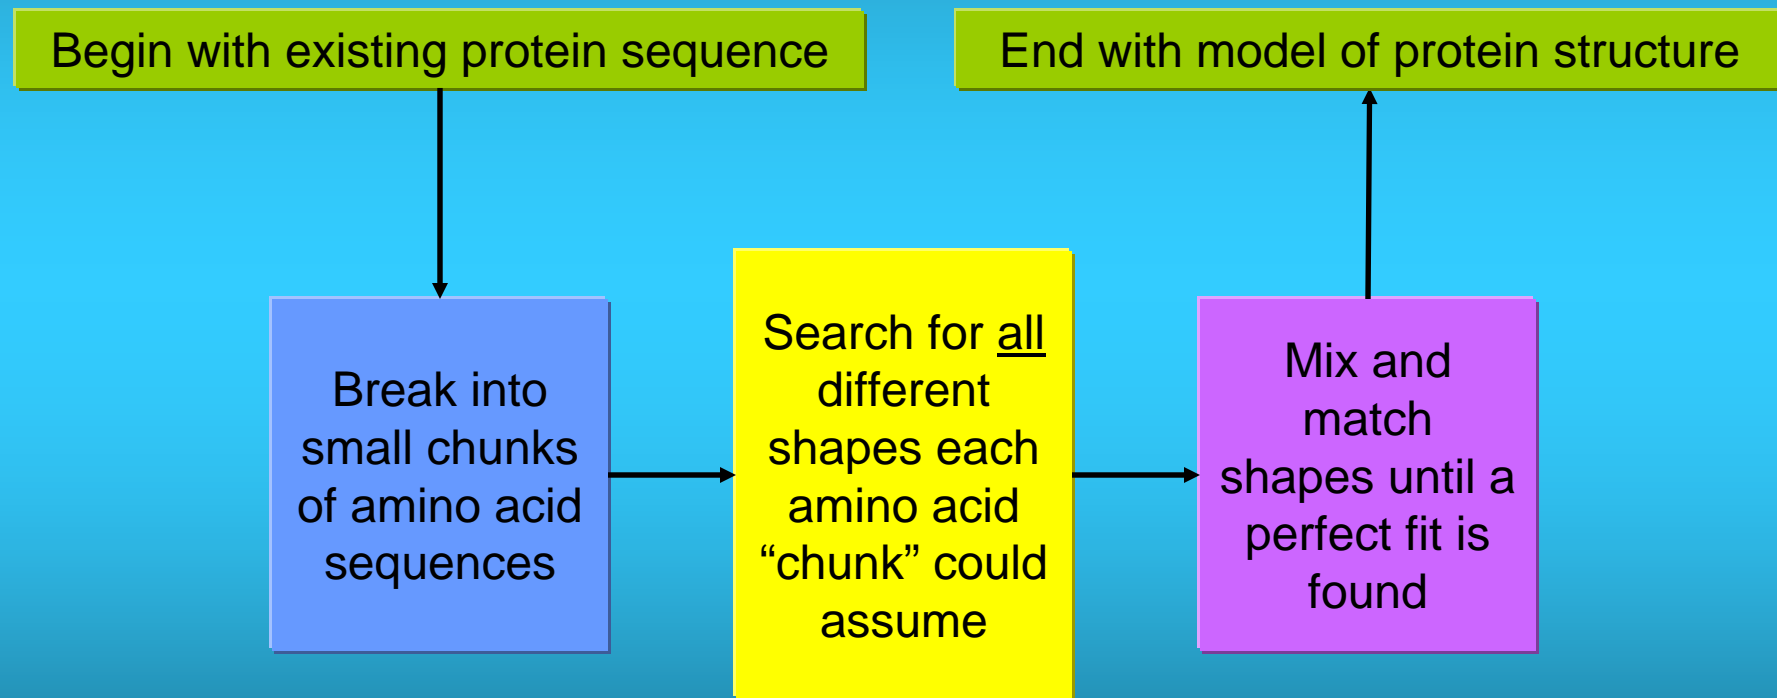 Begin with existing protein sequence
End with model of protein structure
Break into
small chunks
of amino acid
sequences
Search for all
different
shapes each
amino acid
“chunk” could
assume
Mix and
match
shapes until a
perfect fit is
found